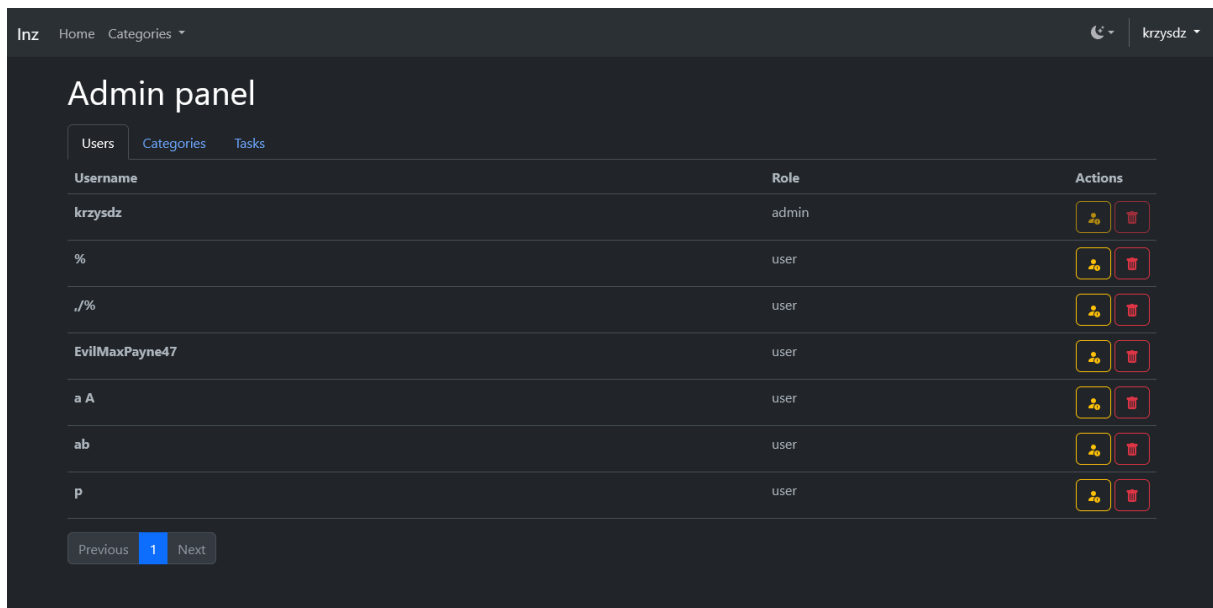 Inz Home Categories krzysdz
Admin panel
Users Categories Tasks
Username Role Actions
krzysdz admin
% user
,/% user
EvilMaxPayne47 user
a A user
ab user
p user
Previous 1 Next